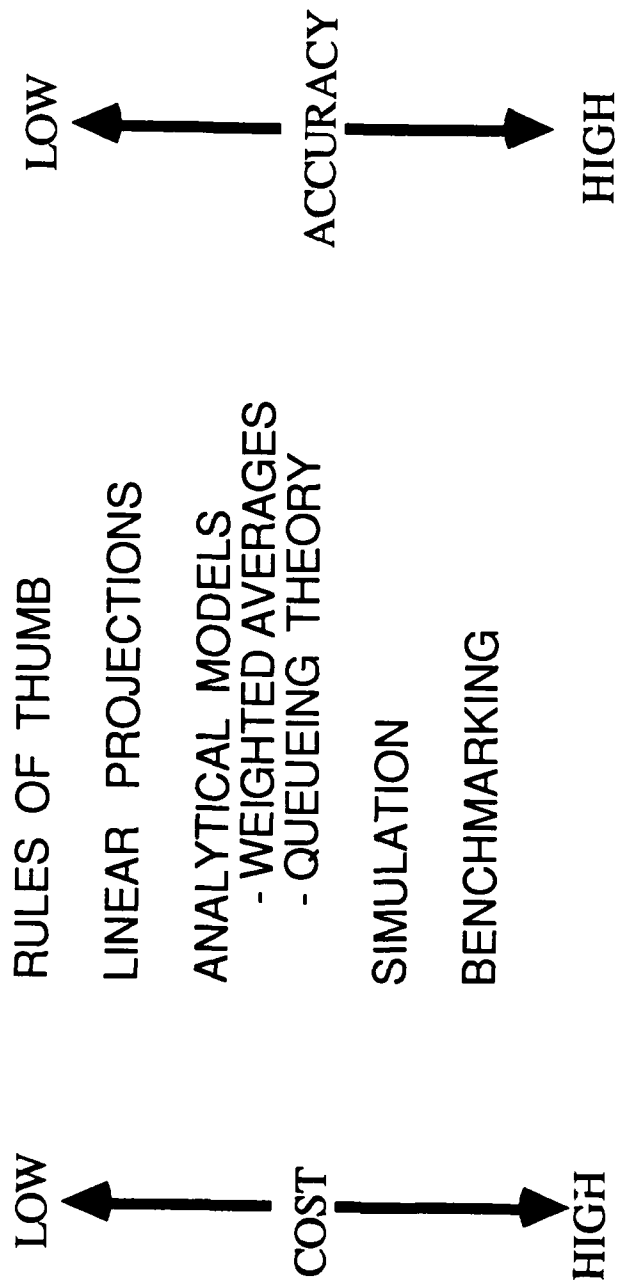 LOW
COST
HIGH
RULES OF THUMB
LINEAR PROJECTIONS
ANALYTICAL MODELS
- WEIGHTED AVERAGES
- QUEUEING THEORY
SIMULATION
BENCHMARKING
LOW
ACCURACY
HIGH